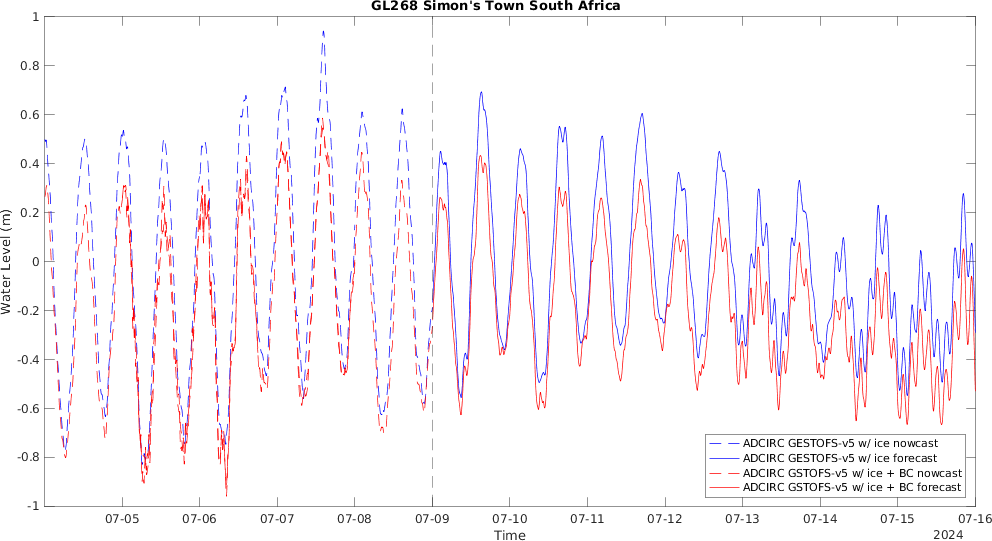 GL268 Simon's Town South Africa
1
0.8
0.6
0.4
0.2
0
-0.2
-0.4
-0.6
-0.8
-1
Water Level (m)
ADCIRC GESTOFS-v5 w/ ice nowcast
ADCIRC GESTOFS-v5 w/ ice forecast
ADCIRC GSTOFS-v5 w/ ice + BC nowcast
ADCIRC GSTOFS-v5 w/ ice + BC forecast
07-05 07-06 07-07 07-08 07-09 07-10 07-11 07-12 07-13 07-14 07-15 07-16
Time
2024